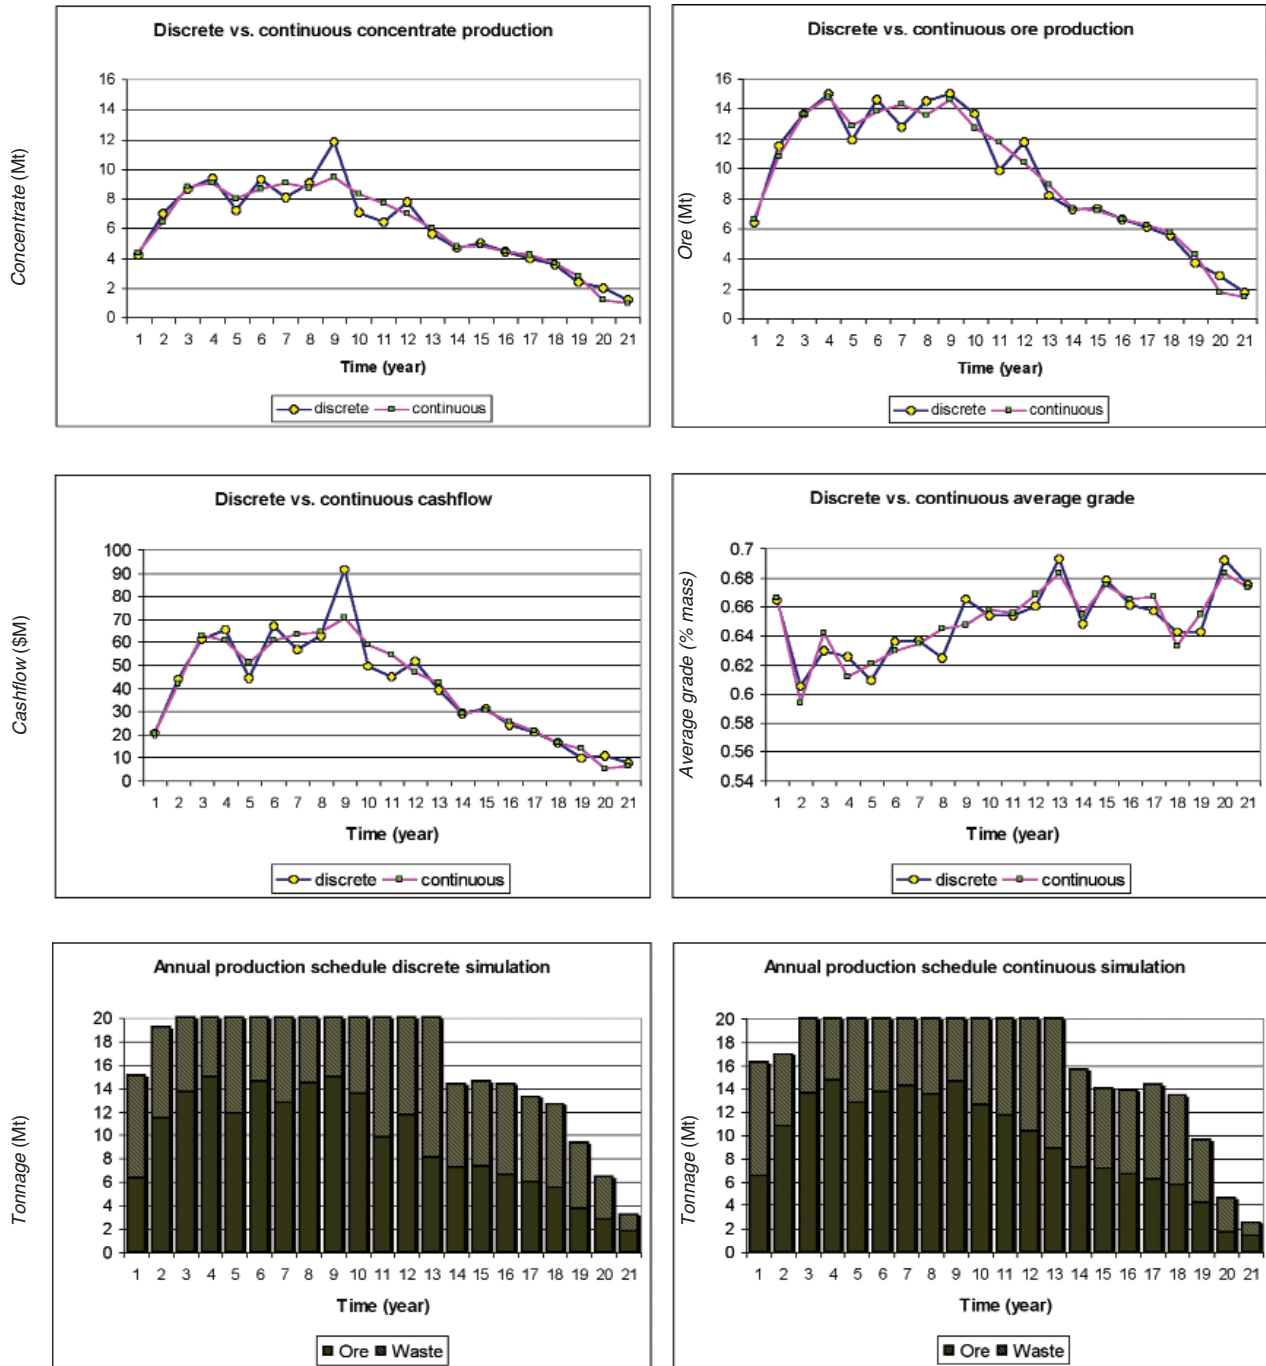 Discrete vs. continuous concentrate production
Concentrate (Mt)
16
14
12
10
8
6
4
2
0
1 2 3 4 5 6 7 8 9 10 11 12 13 14 15 16 17 18 19 20 21
Time (year)
discrete continuous
Discrete vs. continuous ore production
Ore (Mt)
16
14
12
10
8
6
4
2
0
1 2 3 4 5 6 7 8 9 10 11 12 13 14 15 16 17 18 19 20 21
Time (year)
discrete continuous
Discrete vs. continuous cashflow
Cashflow ($M)
100
90
80
70
60
50
40
30
20
10
0
1 2 3 4 5 6 7 8 9 10 11 12 13 14 15 16 17 18 19 20 21
Time (year)
discrete continuous
Discrete vs. continuous average grade
Average grade (% mass)
0.7
0.68
0.66
0.64
0.62
0.6
0.58
0.56
0.54
1 2 3 4 5 6 7 8 9 10 11 12 13 14 15 16 17 18 19 20 21
Time (year)
discrete continuous
Annual production schedule discrete simulation
Tonnage (Mt)
20
18
16
14
12
10
8
6
4
2
0
1 2 3 4 5 6 7 8 9 10 11 12 13 14 15 16 17 18 19 20 21
Time (year)
Ore Waste
Annual production schedule continuous simulation
Tonnage (Mt)
20
18
16
14
12
10
8
6
4
2
0
1 2 3 4 5 6 7 8 9 10 11 12 13 14 15 16 17 18 19 20 21
Time (year)
Ore Waste